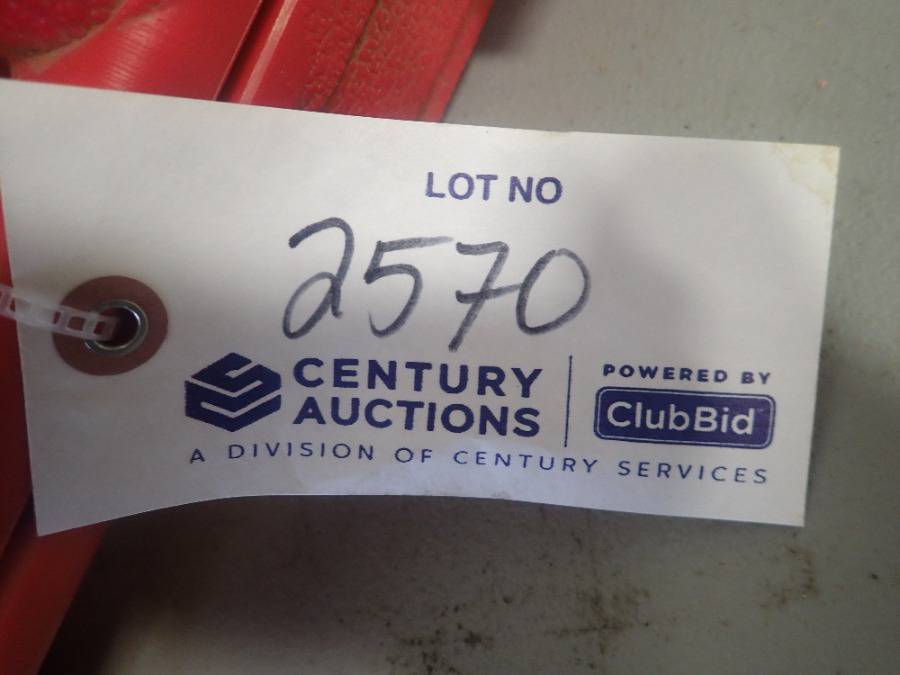 LOT NO
2570
CENTURY
AUCTIONS
POWERED BY
ClubBid
A DIVISION OF CENTURY SERVICES